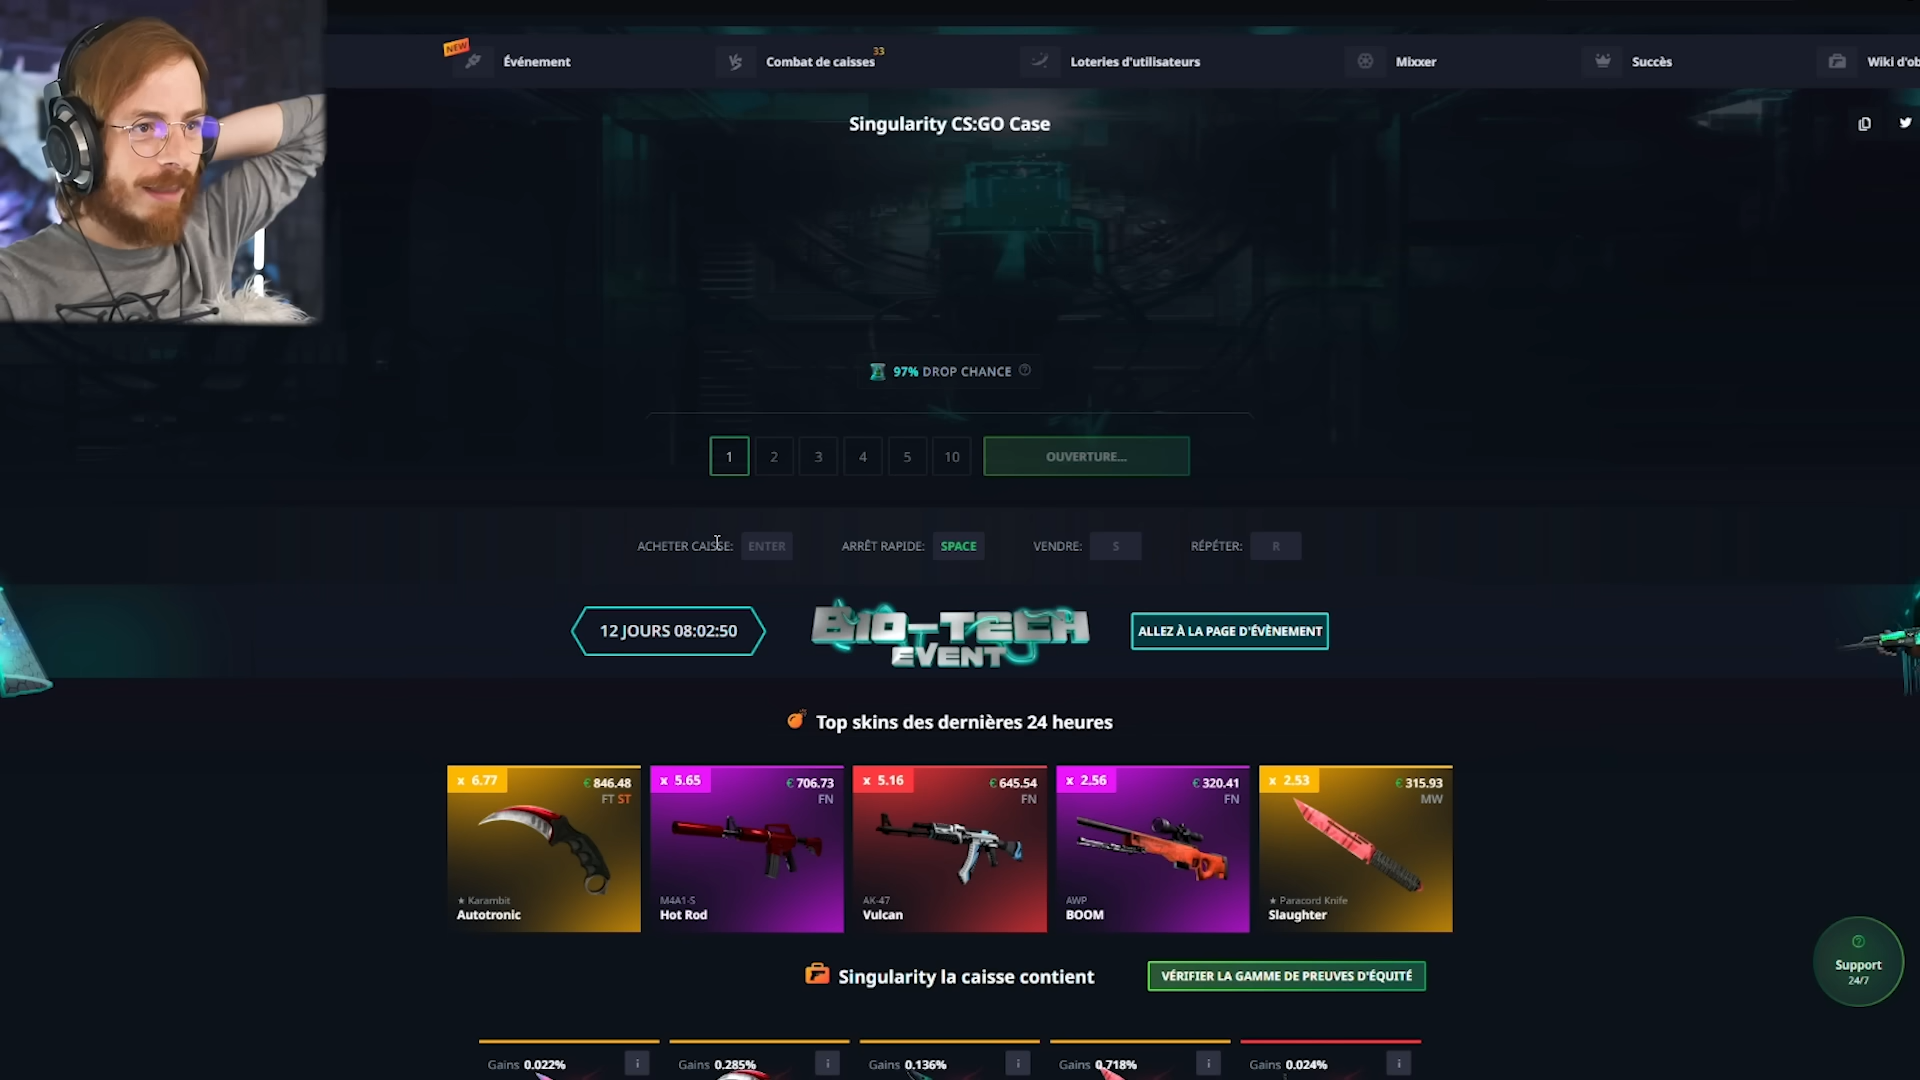 NEW
Événement
Combat de caisses
33
Loteries d'utilisateurs
Mixxer
Succès
Wiki d'ob
Singularity CS:GO Case
97% DROP CHANCE
1
2
3
4
5
10
OUVERTURE...
ACHETER CAISSE:
ENTER
ARRÊT RAPIDE:
SPACE
VENDRE:
S
RÉPÉTER:
R
12 JOURS 08:02:50
BIO-TECH
EVENT
ALLEZ À LA PAGE D'ÉVÈNEMENT
Top skins des dernières 24 heures
x 6.77
€ 846.48
FT ST
★ Karambit
Autotronic
x 5.65
€ 706.73
FN
M4A1-S
Hot Rod
x 5.16
€ 645.54
FN
AK-47
Vulcan
x 2.56
€ 320.41
FN
AWP
BOOM
x 2.53
€ 315.93
MW
★ Paracord Knife
Slaughter
Singularity la caisse contient
VÉRIFIER LA GAMME DE PREUVES D'ÉQUITÉ
Support
24/7
Gains 0.022%
Gains 0.285%
Gains 0.136%
Gains 0.718%
Gains 0.024%